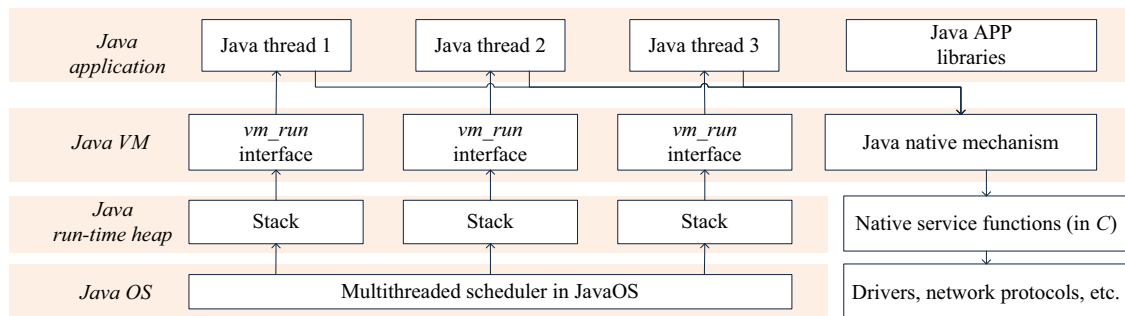 Java
application
Java thread 1
Java thread 2
Java thread 3
Java APP
libraries
Java VM
vm_run
interface
vm_run
interface
vm_run
interface
Java native mechanism
Java
run-time heap
Stack
Stack
Stack
Native service functions (in C)
Java OS
Multithreaded scheduler in JavaOS
Drivers, network protocols, etc.